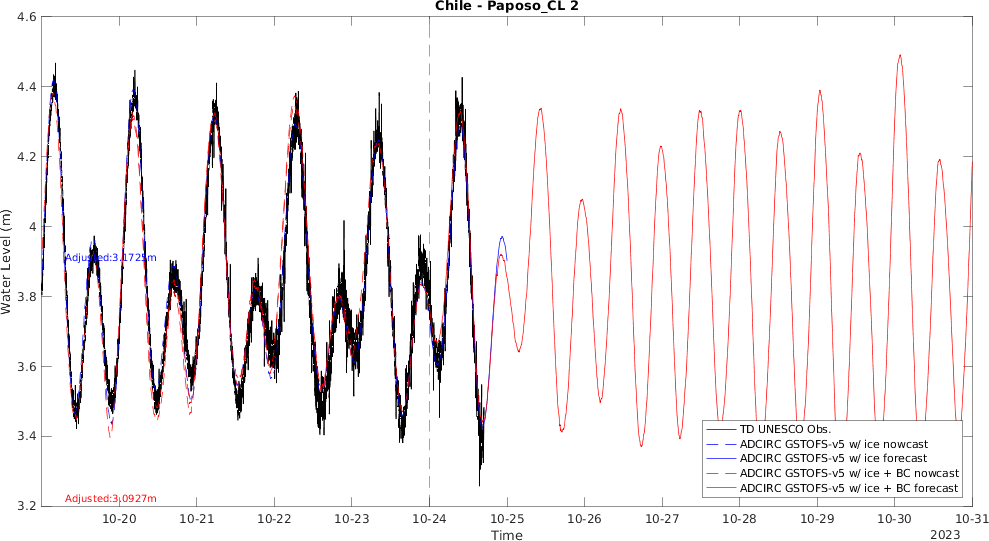 Chile - Paposo_CL 2
4.6
4.4
4.2
4
3.8
3.6
3.4
3.2
Water Level (m)
Adjusted:3.1725m
Adjusted:3.0927m
TD UNESCO Obs.
ADCIRC GSTOFS-v5 w/ ice nowcast
ADCIRC GSTOFS-v5 w/ ice forecast
ADCIRC GSTOFS-v5 w/ ice + BC nowcast
ADCIRC GSTOFS-v5 w/ ice + BC forecast
10-20 10-21 10-22 10-23 10-24 10-25 10-26 10-27 10-28 10-29 10-30 10-31
Time
2023